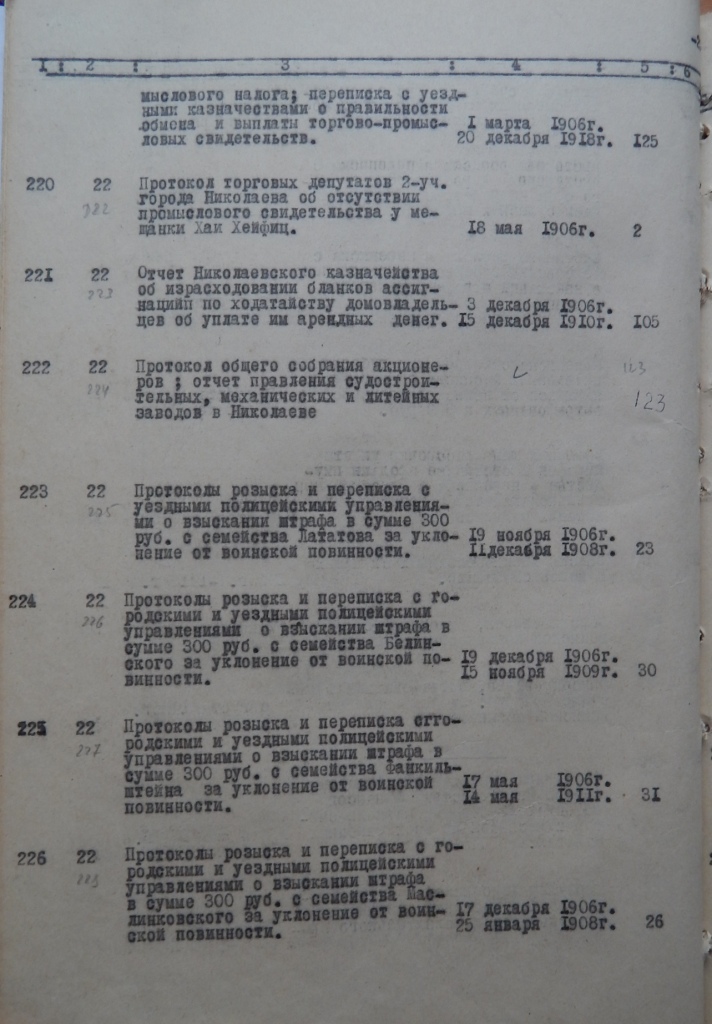 1 : 2 : 3 : 4 : 5 : 6
мыслового налога; переписка с уезд-
ными казначествами о правильности
обмена и выплаты торгово-промыс- I марта 1906г.
ловых свидетельств. 20 декабря 1918г. 125
220 22 Протокол торговых депутатов 2-уч.
города Николаева об отсутствии
промыслового свидетельства у ме-
щанки Хаи Хейфиц. 18 мая 1906г. 2
221 22 Отчет Николаевского казначейства
об израсходовании бланков ассиг-
нацийп по ходатайству домовладель- 3 декабря 1906г.
цев об уплате им арендных денег. 15 декабря 1910г. 105
222 22 Протокол общего собрания акционе- 123
224 ров ; отчет правления судострои-
тельных, механических и литейных 123
заводов в Николаеве
223 22 Протоколы розыска и переписка с
225 уездными полицейскими управления-
ми о взыскании штрафа в сумме 300
руб. с семейства Лататова за укло- 19 ноября 1906г.
нение от воинской повинности. 11декабря 1908г. 23
224 22 Протоколы розыска и переписка с го-
226 родскими и уездными полицейскими
управлениями о взыскании штрафа в
сумме 300 руб. с семейства Белин-
ского за уклонение от воинской по- 19 декабря 1906г.
винности. 15 ноября 1909г. 30
225 22 Протоколы розыска и переписка сгго-
227 родскими и уездными полицейскими
управлениями о взыскании штрафа в
сумме 300 руб. с семейства Фанкиль-
штейна за уклонение от воинской 17 мая 1906г.
повинности. 14 мая 1911г. 31
226 22 Протоколы розыска и переписка с го-
родскими и уездными полицейскими
управлениями о взыскании штрафа
в сумме 300 руб. с семейства Мас-
линковского за уклонение от воин- 17 декабря 1906г.
ской повинности. 25 января 1908г. 26